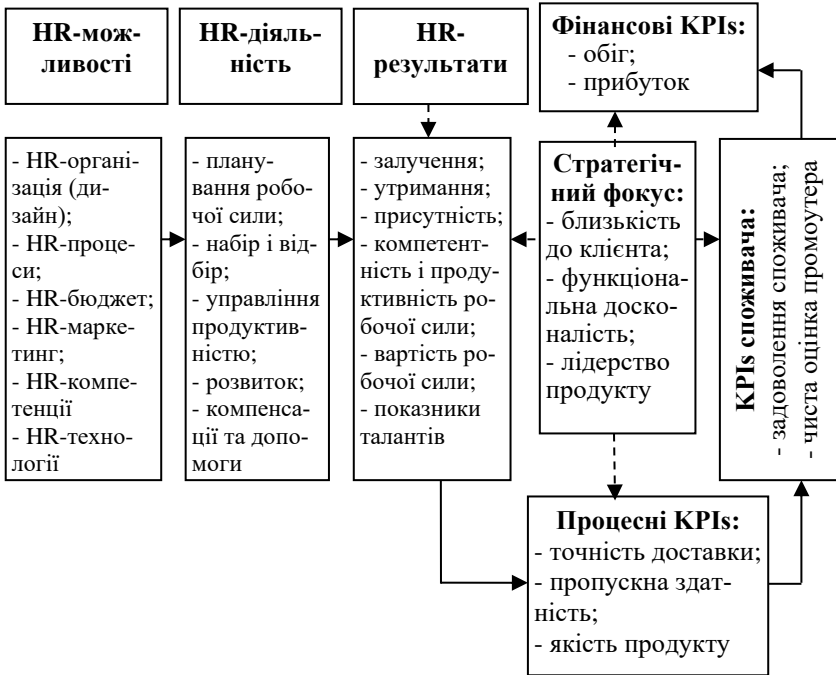 HR-мож-
ливості
HR-діяль-
ність
HR-
результати
Фінансові KPIs:
- обіг;
- прибуток
- HR-органі-
зація (ди-
зайн);
- HR-проце-
си;
- HR-бюджет;
- HR-марке-
тинг;
- HR-компе-
тенції
- HR-техно-
логії
- плану-
вання робо-
чої сили;
- набір і від-
бір;
- управління
продуктив-
ністю;
- розвиток;
- компенса-
ції та допо-
моги
- залучення;
- утримання;
- присутність;
- компетент-
ність і проду-
ктивність ро-
бочої сили;
- вартість ро-
бочої сили;
- показники
талантів
Стратегіч-
ний фокус:
- близькість
до клієнта;
- функціона-
льна доско-
налість;
- лідерство
продукту
KPIs споживача:
- задоволення споживача;
- чиста оцінка промоутера
Процесні KPIs:
- точність доставки;
- пропускна здат-
ність;
- якість продукту